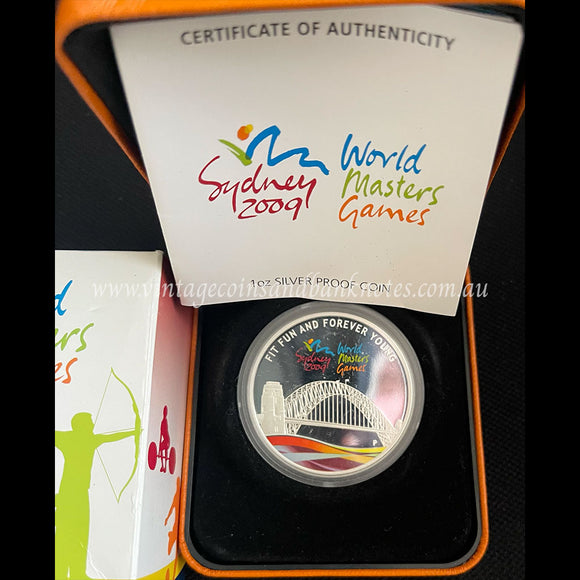 CERTIFICATE OF AUTHENTICITY
Sydney
2009
World
Masters
Games
1oz SILVER PROOF COIN
www.vintagecoinsandbanknotes.com.au
FIT FUN AND FOREVER YOUNG
Sydney
2009
World
Masters
Games
P